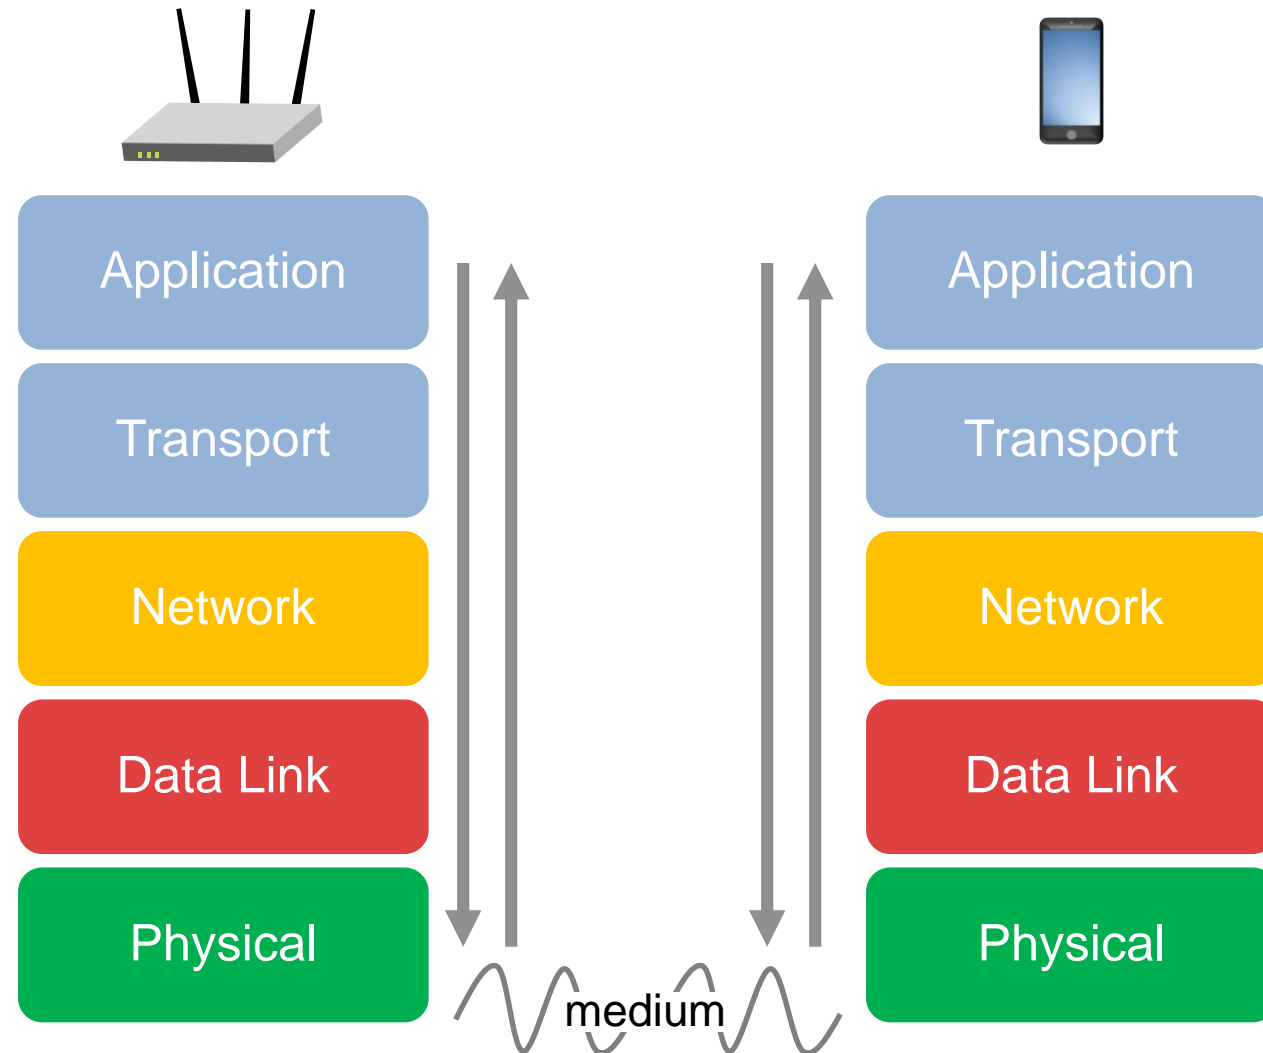 Application
Transport
Network
Data Link
Physical
medium
Application
Transport
Network
Data Link
Physical